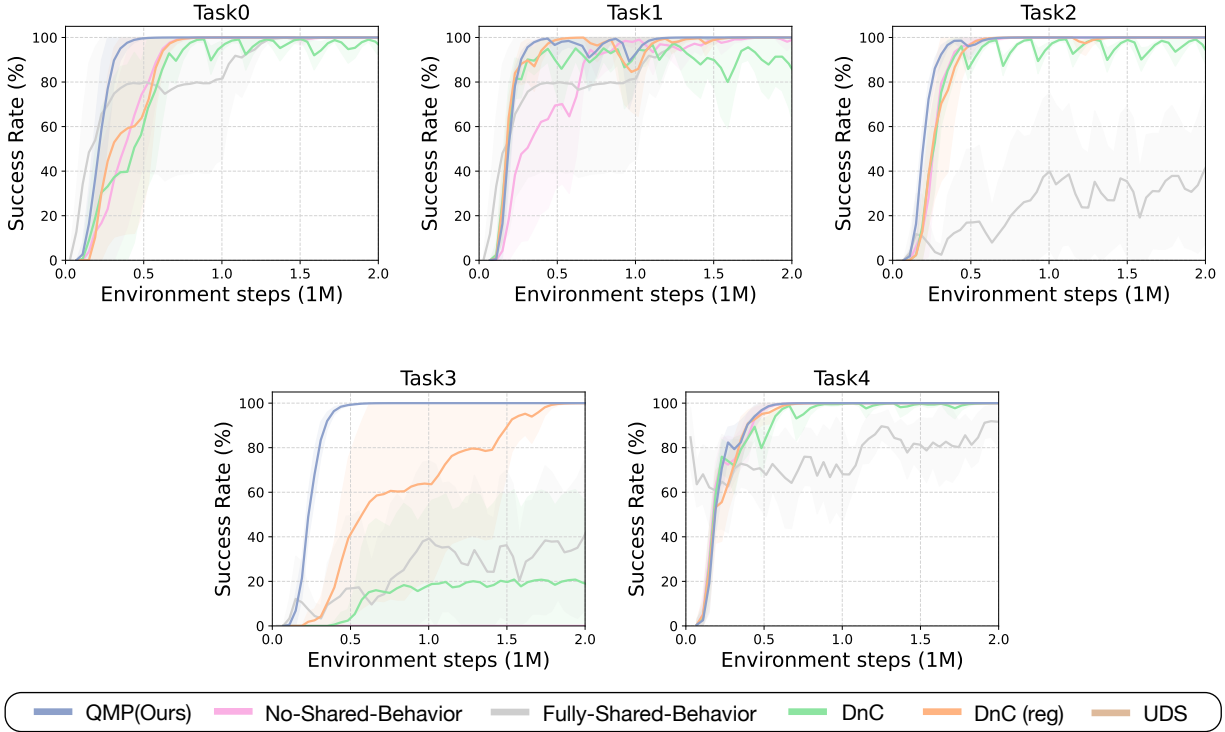 Task0
Task1
Task2
100
80
60
40
20
0
Success Rate (%)
0.0 0.5 1.0 1.5 2.0
Environment steps (1M)
100
80
60
40
20
0
Success Rate (%)
0.0 0.5 1.0 1.5 2.0
Environment steps (1M)
100
80
60
40
20
0
Success Rate (%)
0.0 0.5 1.0 1.5 2.0
Environment steps (1M)
Task3
Task4
100
80
60
40
20
0
Success Rate (%)
0.0 0.5 1.0 1.5 2.0
Environment steps (1M)
100
80
60
40
20
0
Success Rate (%)
0.0 0.5 1.0 1.5 2.0
Environment steps (1M)
QMP(Ours) No-Shared-Behavior Fully-Shared-Behavior DnC DnC (reg) UDS